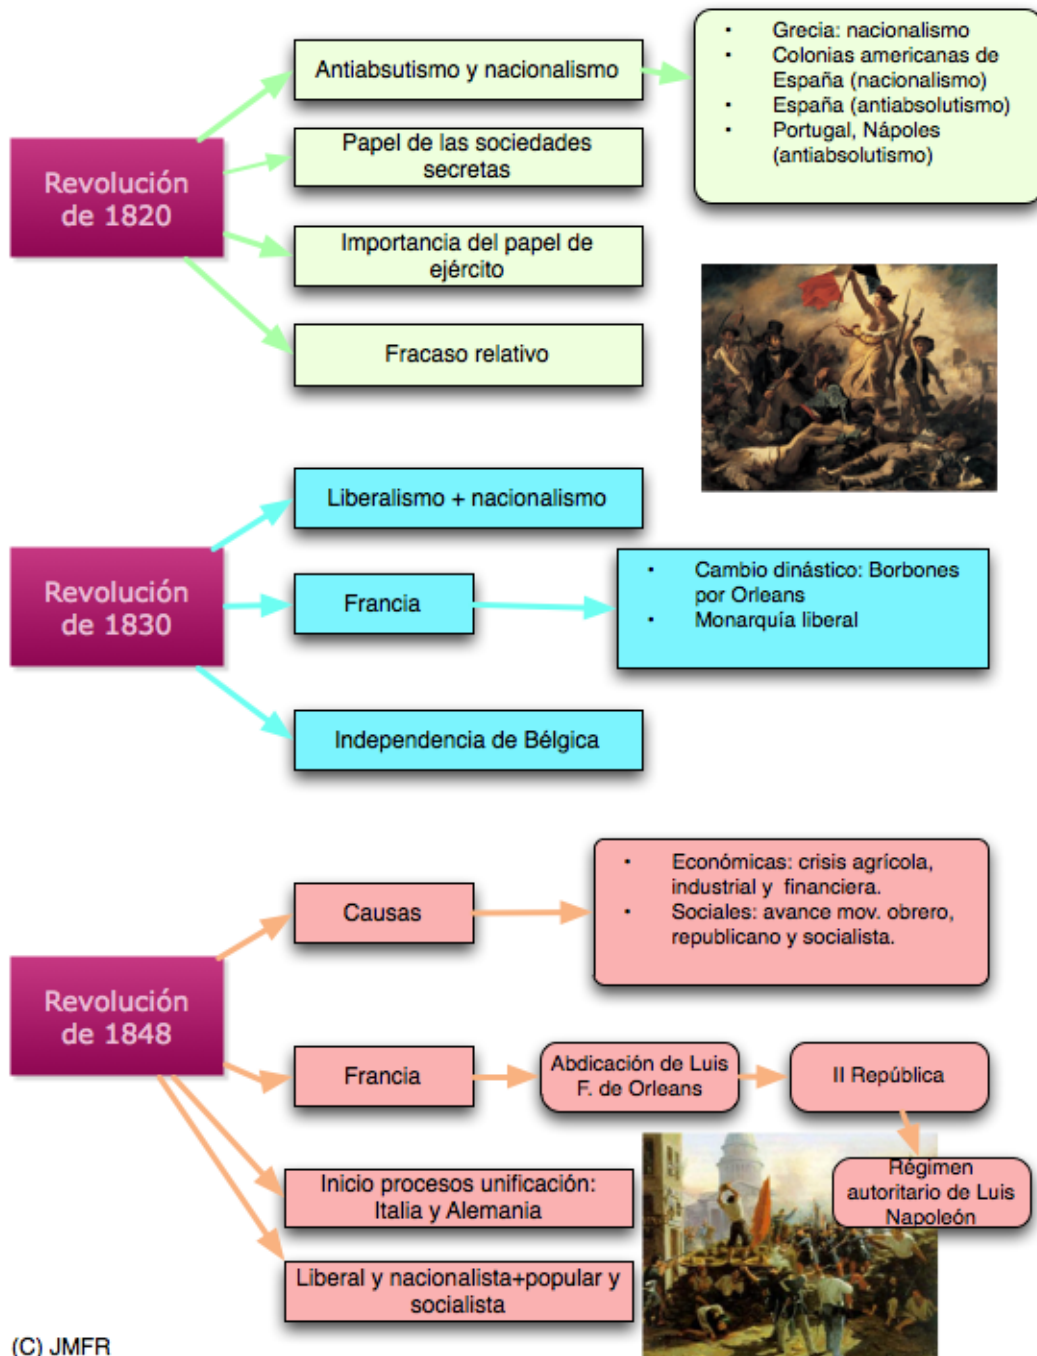 Revolución
de 1820
Antiabsutismo y nacionalismo
• Grecia: nacionalismo
• Colonias americanas de
España (nacionalismo)
• España (antiabsolutismo)
• Portugal, Nápoles
(antiabsolutismo)
Papel de las sociedades
secretas
Importancia del papel de
ejército
Fracaso relativo
Revolución
de 1830
Liberalismo + nacionalismo
Francia
• Cambio dinástico: Borbones
por Orleans
• Monarquía liberal
Independencia de Bélgica
Revolución
de 1848
Causas
• Económicas: crisis agrícola,
industrial y financiera.
• Sociales: avance mov. obrero,
republicano y socialista.
Francia
Abdicación de Luis
F. de Orleans
II República
Régimen
autoritario de Luis
Napoleón
Inicio procesos unificación:
Italia y Alemania
Liberal y nacionalista+popular y
socialista
(C) JMFR